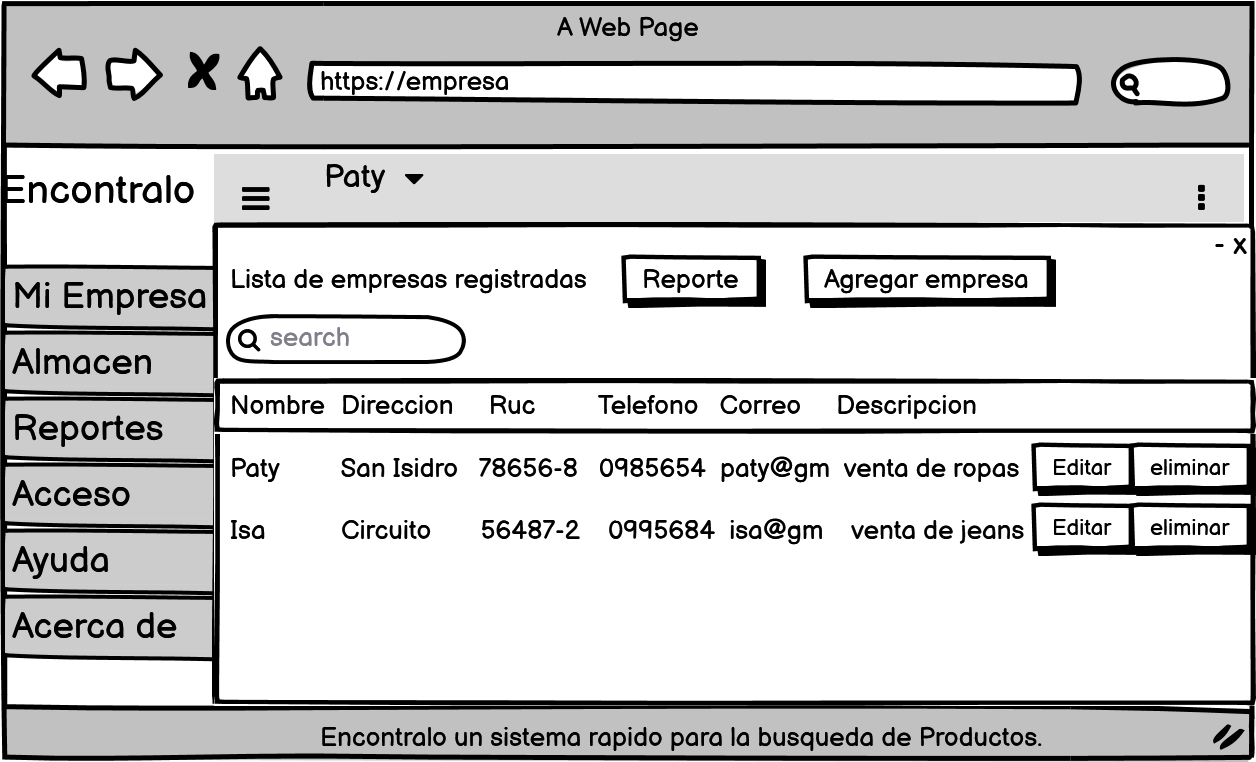 A Web Page
https://empresa
Encontralo
Paty
- x
Lista de empresas registradas Reporte Agregar empresa
search
Mi Empresa
Almacen
Reportes
Acceso
Ayuda
Acerca de
Nombre Direccion Ruc Telefono Correo Descripcion
Paty San Isidro 78656-8 0985654 paty@gm venta de ropas Editar eliminar
Isa Circuito 56487-2 0995684 isa@gm venta de jeans Editar eliminar
Encontralo un sistema rapido para la busqueda de Productos.